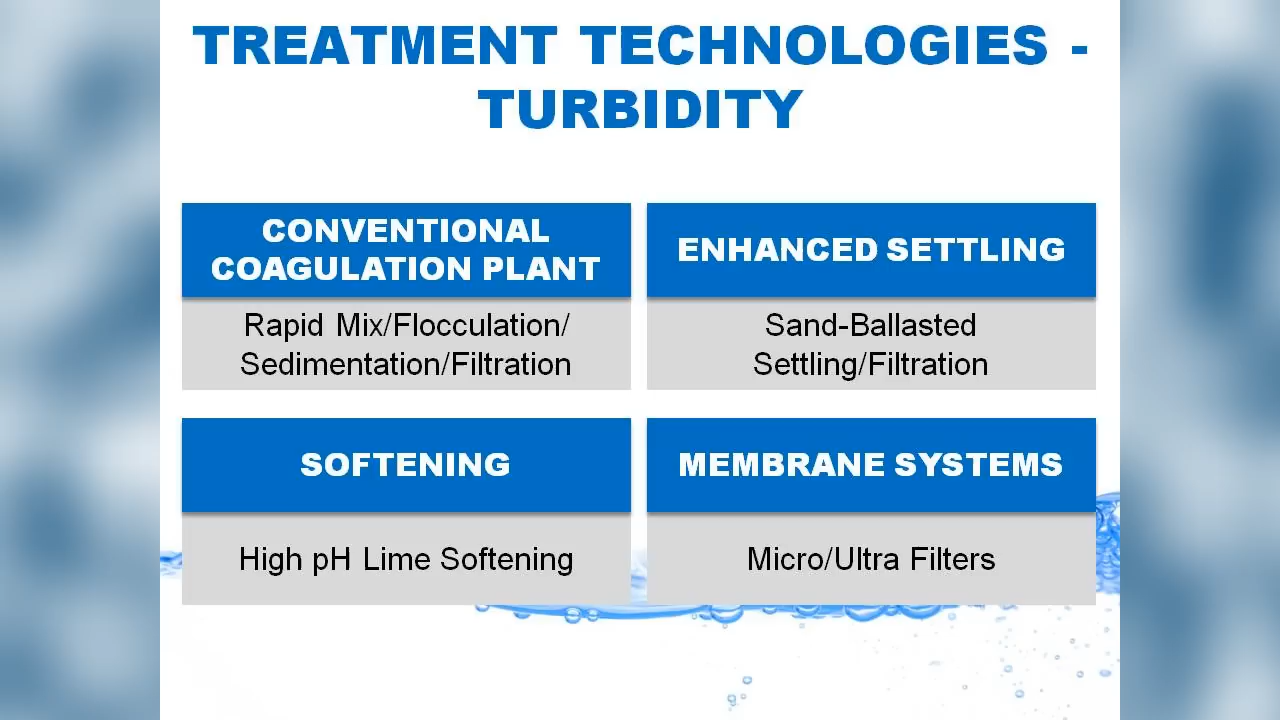 TREATMENT TECHNOLOGIES -
TURBIDITY
CONVENTIONAL
COAGULATION PLANT
Rapid Mix/Flocculation/
Sedimentation/Filtration
ENHANCED SETTLING
Sand-Ballasted
Settling/Filtration
SOFTENING
High pH Lime Softening
MEMBRANE SYSTEMS
Micro/Ultra Filters